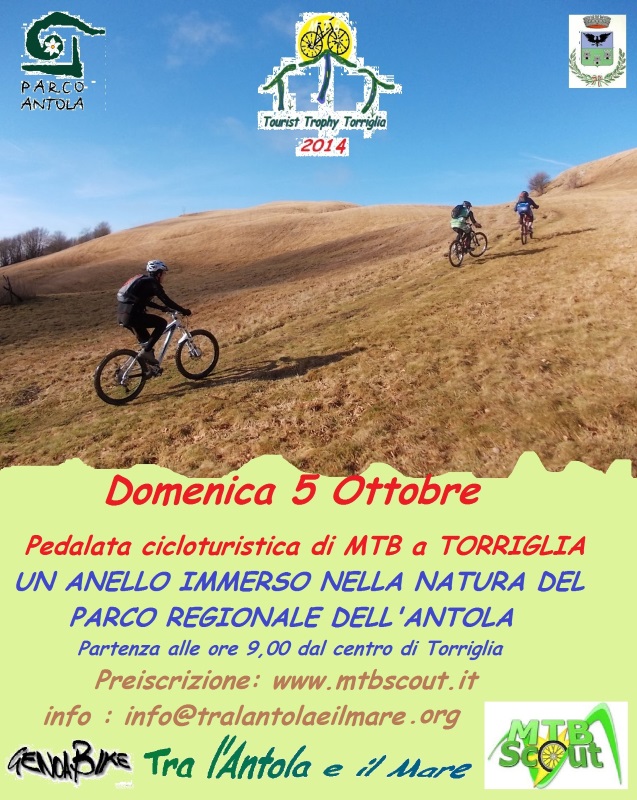 PARCO
ANTOLA
Tourist Trophy Torriglia
2014
Domenica 5 Ottobre
Pedalata cicloturistica di MTB a TORRIGLIA
UN ANELLO IMMERSO NELLA NATURA DEL
PARCO REGIONALE DELL'ANTOLA
Partenza alle ore 9,00 dal centro di Torriglia
Preiscrizione: www.mtbscout.it
info : info@tralantolaeilmare.org
GENOABIKE
Tra l'Antola e il Mare
MTB
Scout